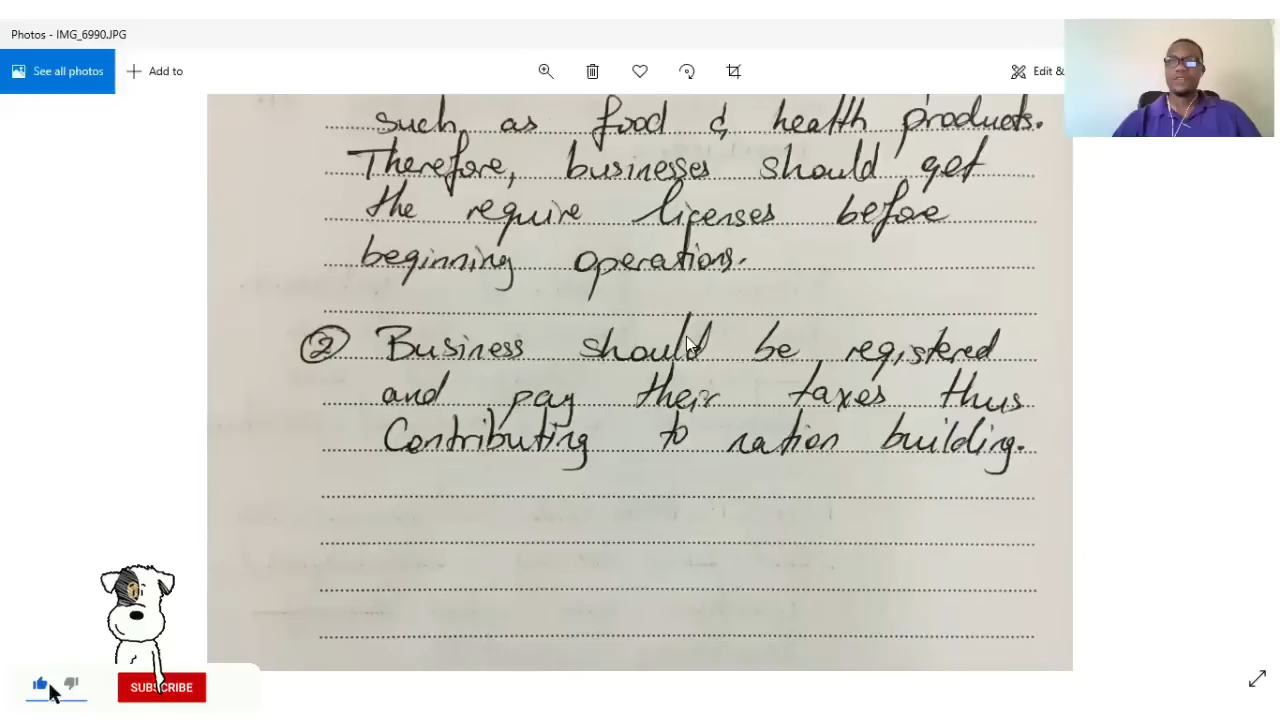 Photos - IMG_6990.JPG
See all photos
Add to
Edit &
such as food & health products.
Therefore, businesses should get
the require licenses before
beginning operations.
② Business should be registered
and pay their taxes thus
Contributing to nation building.
SUBSCRIBE